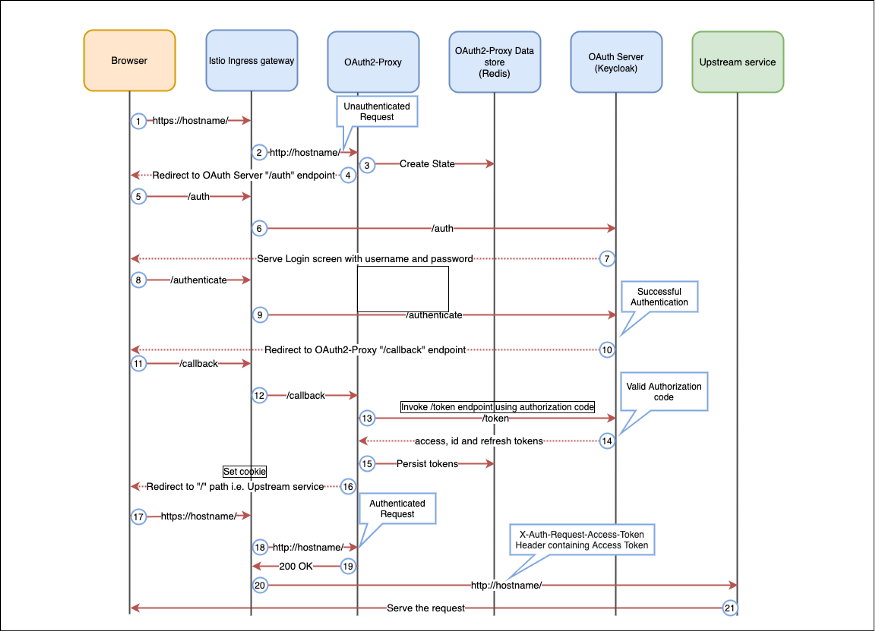 Browser
Istio Ingress gateway
OAuth2-Proxy
OAuth2-Proxy Data
store
(Redis)
OAuth Server
(Keycloak)
Upstream service
Unauthenticated
Request
1 https://hostname/
2 http://hostname/
3 Create State
Redirect to OAuth Server "/auth" endpoint 4
5 /auth
6 /auth
Serve Login screen with username and password 7
8 /authenticate
Successful
Authentication
9 /authenticate
Redirect to OAuth2-Proxy "/callback" endpoint 10
11 /callback
Valid Authorization
code
12 /callback
Invoke /token endpoint using authorization code
13 /token
access, id and refresh tokens 14
15 Persist tokens
Set cookie
Redirect to "/" path i.e. Upstream service 16
Authenticated
Request
17 https://hostname/
X-Auth-Request-Access-Token
Header containing Access Token
18 http://hostname/
200 OK 19
20 http://hostname/
Serve the request 21